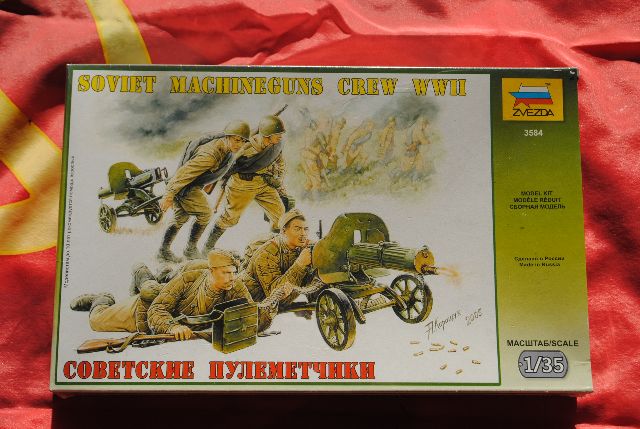 SOVIET MACHINEGUNS CREW WWII
ZVEZDA
3584
MODEL KIT
MODÈLE RÉDUIT
СБОРНАЯ МОДЕЛЬ
Сделано в России
Made in Russia
2005
МАСШТАБ/SCALE
1/35
СОВЕТСКИЕ ПУЛЕМЕТЧИКИ